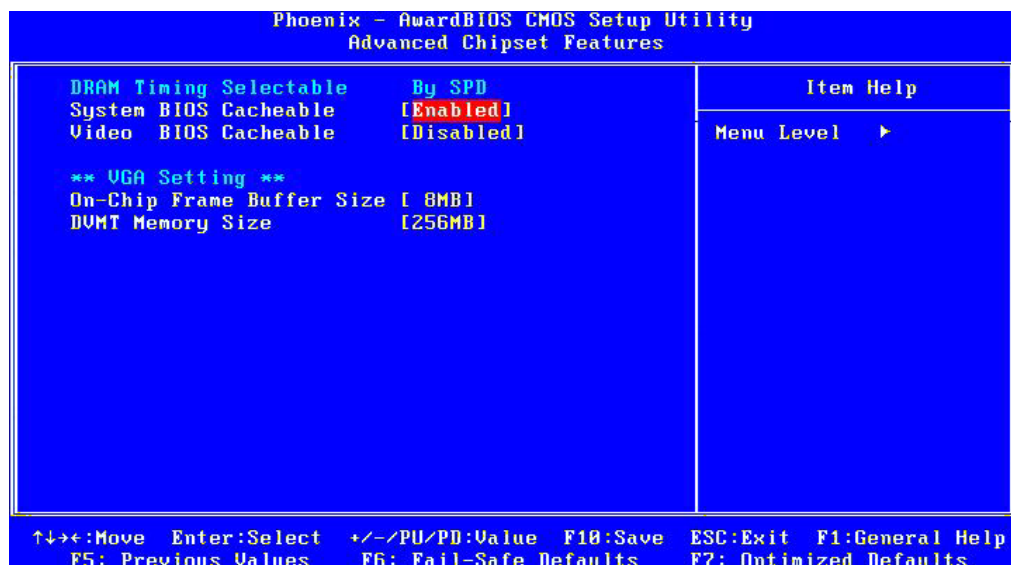 Phoenix - AwardBIOS CMOS Setup Utility
Advanced Chipset Features
DRAM Timing Selectable By SPD
System BIOS Cacheable [Enabled]
Video BIOS Cacheable [Disabled]
** VGA Setting **
On-Chip Frame Buffer Size [ 8MB]
DVMT Memory Size [256MB]
Item Help
Menu Level ►
↑↓→←:Move Enter:Select +/-/PU/PD:Value F10:Save ESC:Exit F1:General Help
F5: Previous Values F6: Fail-Safe Defaults F7: Optimized Defaults